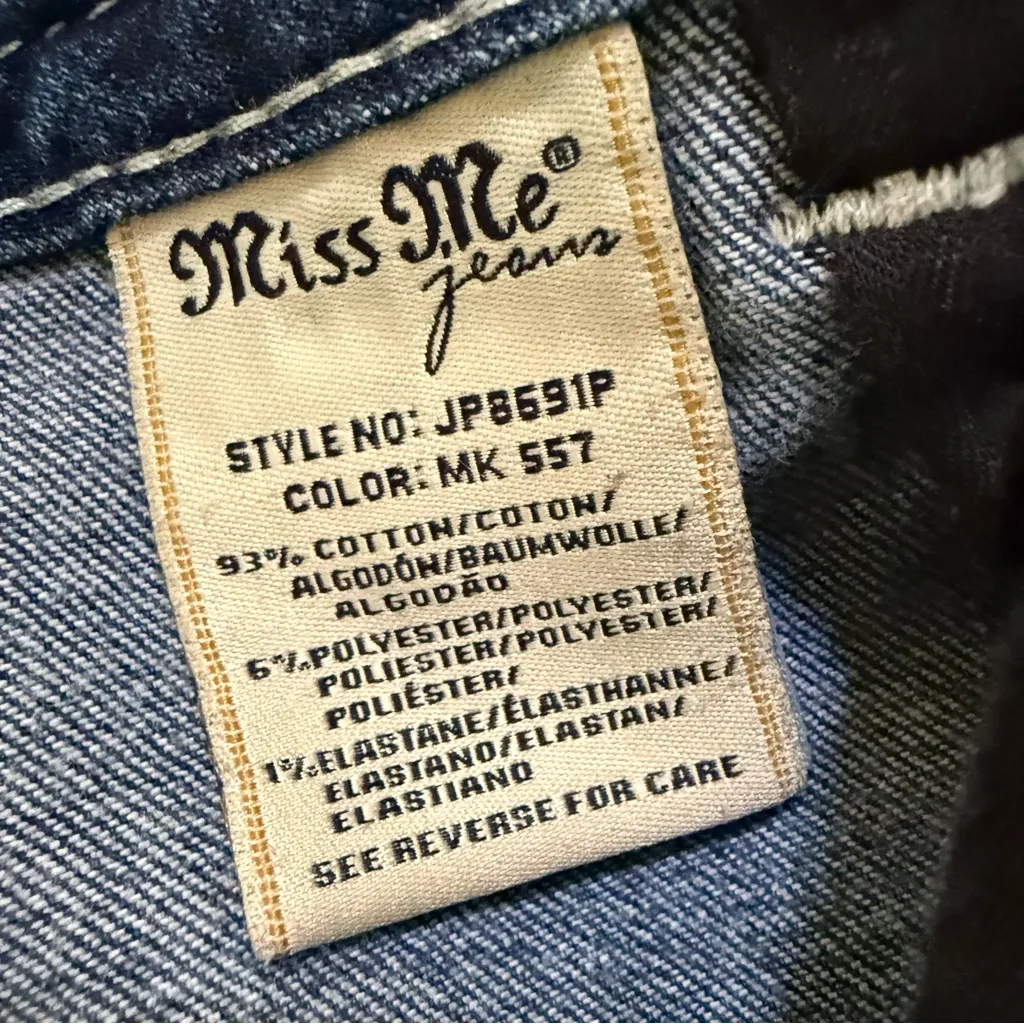 Miss Me®
jeans
STYLE NO: JP8691P
COLOR: MK 557
93% COTTON/COTON/
ALGODÓN/BAUMWOLLE/
ALGODÃO
6% POLYESTER/POLYESTER/
POLIESTER/POLYESTER/
POLIÉSTER/
1% ELASTANE/ÉLASTHANNE/
ELASTANO/ELASTAN/
ELASTIANO
SEE REVERSE FOR CARE